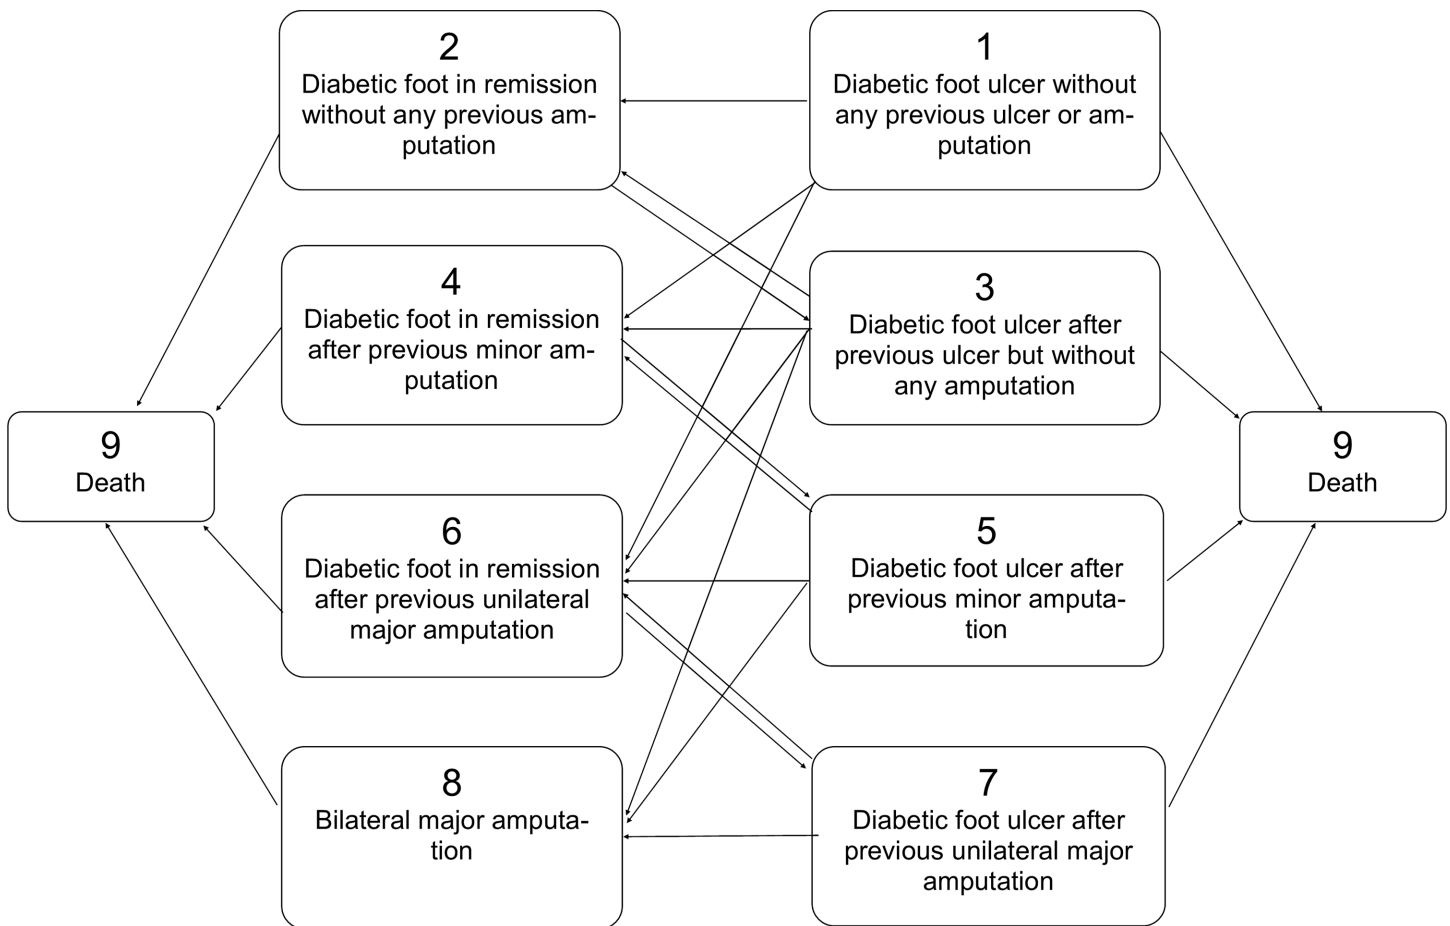 2
Diabetic foot in remission
without any previous am-
putation
1
Diabetic foot ulcer without
any previous ulcer or am-
putation
4
Diabetic foot in remission
after previous minor am-
putation
3
Diabetic foot ulcer after
previous ulcer but without
any amputation
9
Death
9
Death
6
Diabetic foot in remission
after previous unilateral
major amputation
5
Diabetic foot ulcer after
previous minor amputa-
tion
8
Bilateral major amputa-
tion
7
Diabetic foot ulcer after
previous unilateral major
amputation